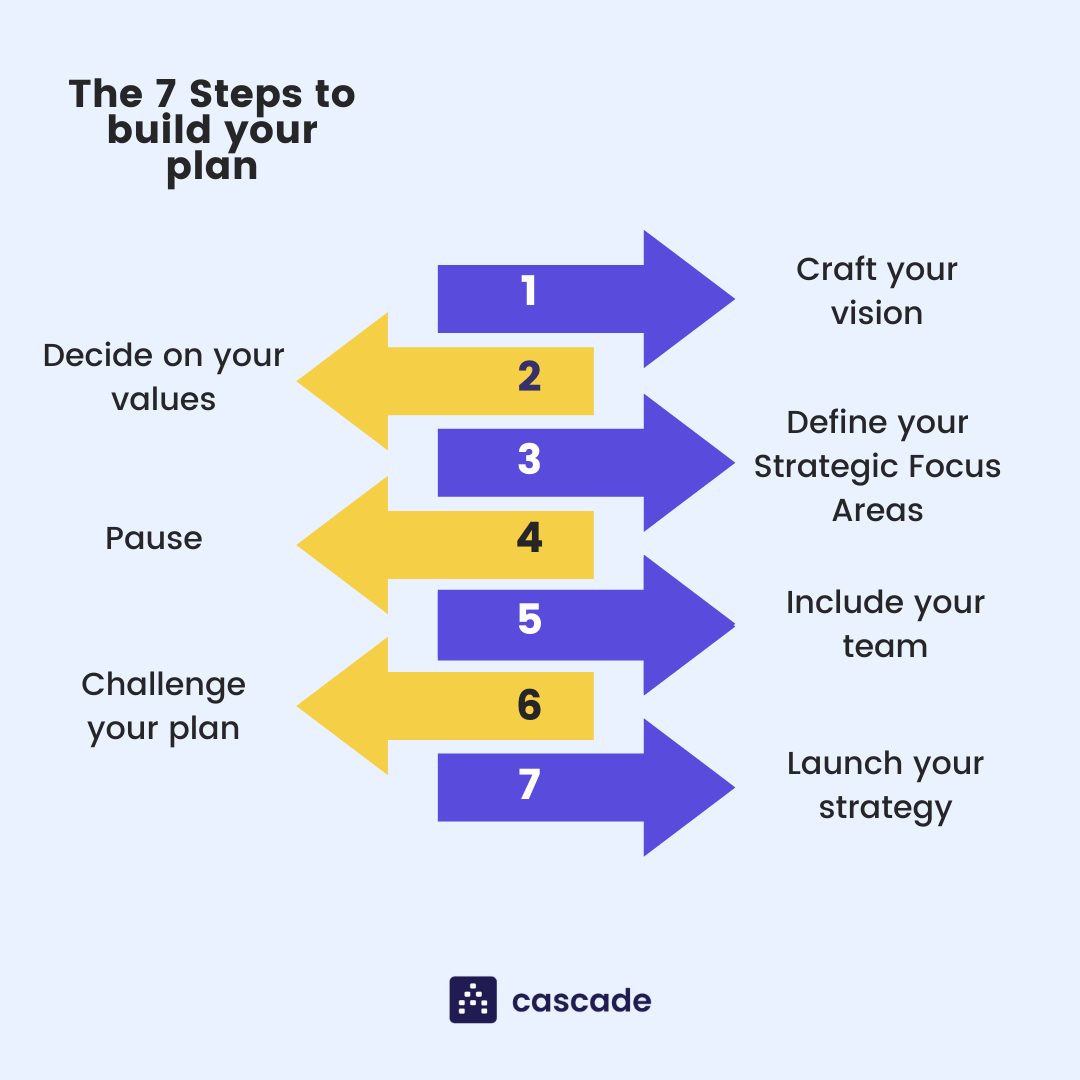 The 7 Steps to
build your
plan
1
Craft your
vision
Decide on your
values
2
3
Define your
Strategic Focus
Areas
Pause
4
5
Include your
team
Challenge
your plan
6
7
Launch your
strategy
cascade